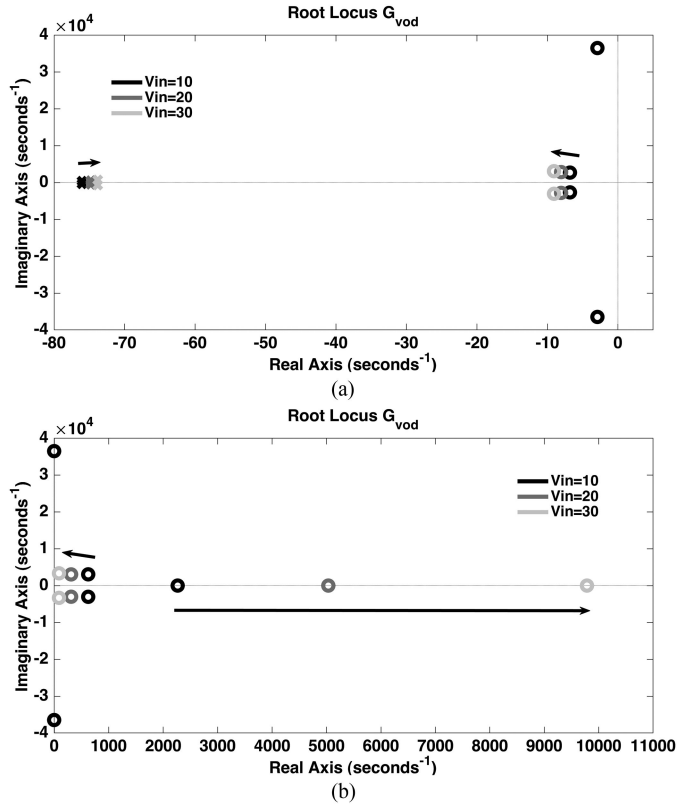 Root Locus G_vod
×10^4
4
3
2
1
0
-1
-2
-3
-4
Imaginary Axis (seconds^-1)
Vin=10
Vin=20
Vin=30
-80 -70 -60 -50 -40 -30 -20 -10 0
Real Axis (seconds^-1)
(a)
Root Locus G_vod
×10^4
4
3
2
1
0
-1
-2
-3
-4
Imaginary Axis (seconds^-1)
Vin=10
Vin=20
Vin=30
0 1000 2000 3000 4000 5000 6000 7000 8000 9000 10000 11000
Real Axis (seconds^-1)
(b)